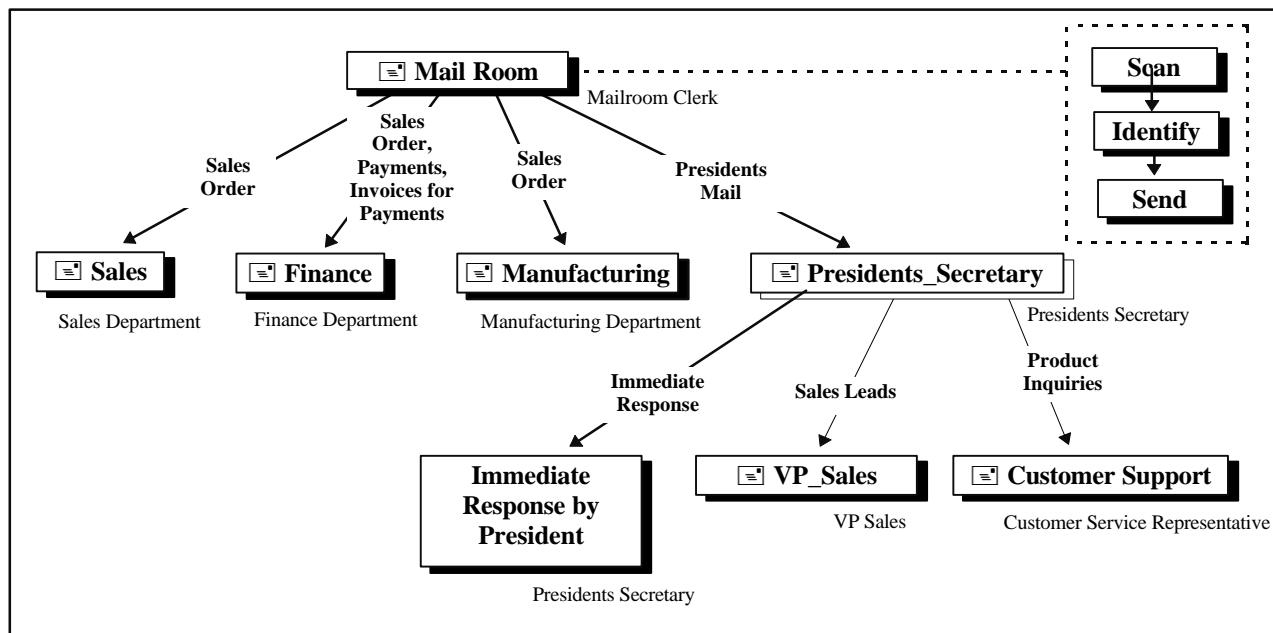 Mail Room
Mailroom Clerk
Scan
Identify
Send
Sales
Order
Sales
Order,
Payments,
Invoices for
Payments
Sales
Order
Presidents
Mail
Sales
Sales Department
Finance
Finance Department
Manufacturing
Manufacturing Department
Presidents_Secretary
Presidents Secretary
Immediate
Response
Sales Leads
Product
Inquiries
Immediate
Response by
President
Presidents Secretary
VP_Sales
VP Sales
Customer Support
Customer Service Representative